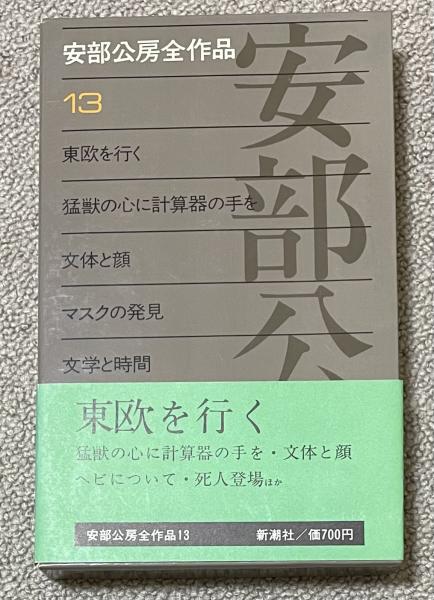 安部公房全作品
13
東欧を行く
猛獣の心に計算器の手を
文体と顔
マスクの発見
文学と時間
安部公
東欧を行く
猛獣の心に計算器の手を・文体と顔
ヘビについて・死人登場ほか
安部公房全作品13 新潮社／価700円